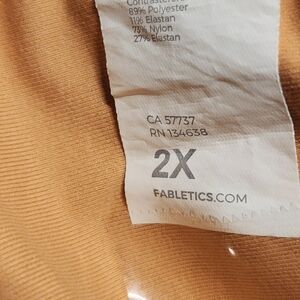 89% Polyester
11% Elastan
73% Nylon
27% Elastan
CA 57737
RN 134638
2X
FABLETICS.COM